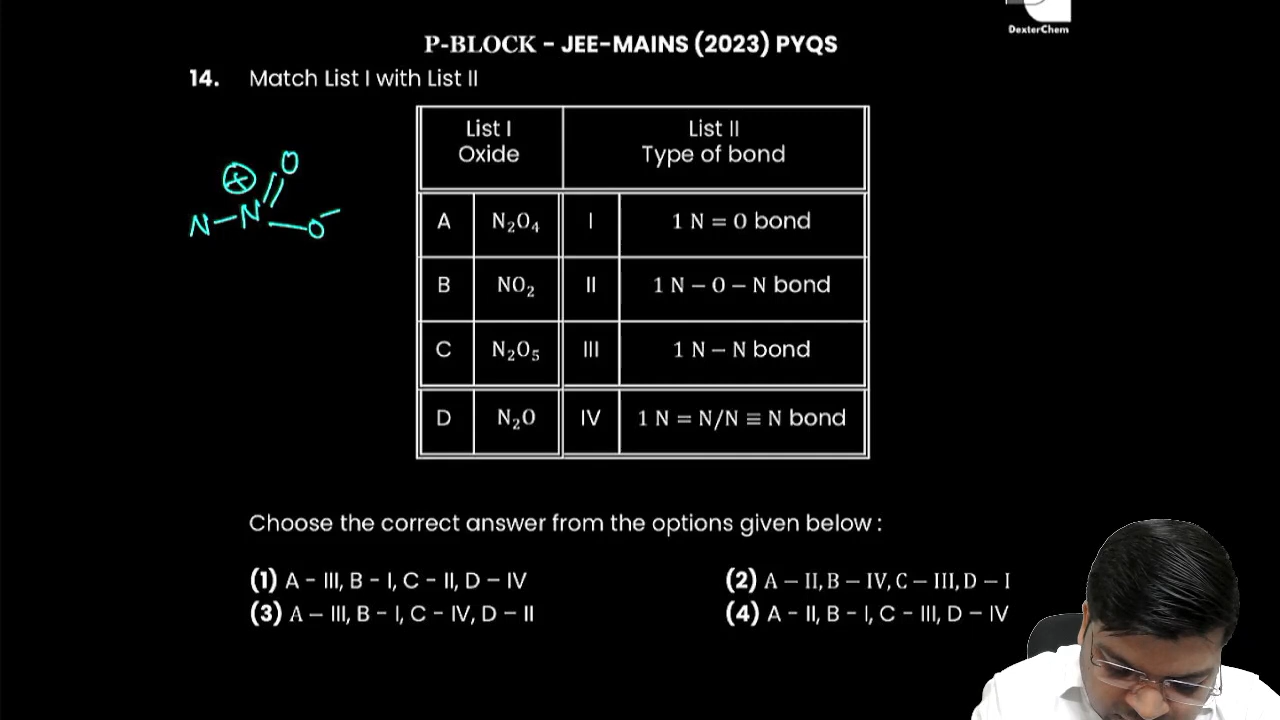 DexterChem
P-BLOCK - JEE-MAINS (2023) PYQS
14. Match List I with List II
List I
Oxide
List II
Type of bond
A N₂O₄ I 1 N = O bond
B NO₂ II 1 N – O – N bond
C N₂O₅ III 1 N – N bond
D N₂O IV 1 N = N/N ≡ N bond
O
⊕
N – N
O⁻
Choose the correct answer from the options given below :
(1) A - III, B - I, C - II, D – IV (2) A – II, B – IV, C – III, D – I
(3) A – III, B - I, C - IV, D – II (4) A - II, B - I, C - III, D – IV